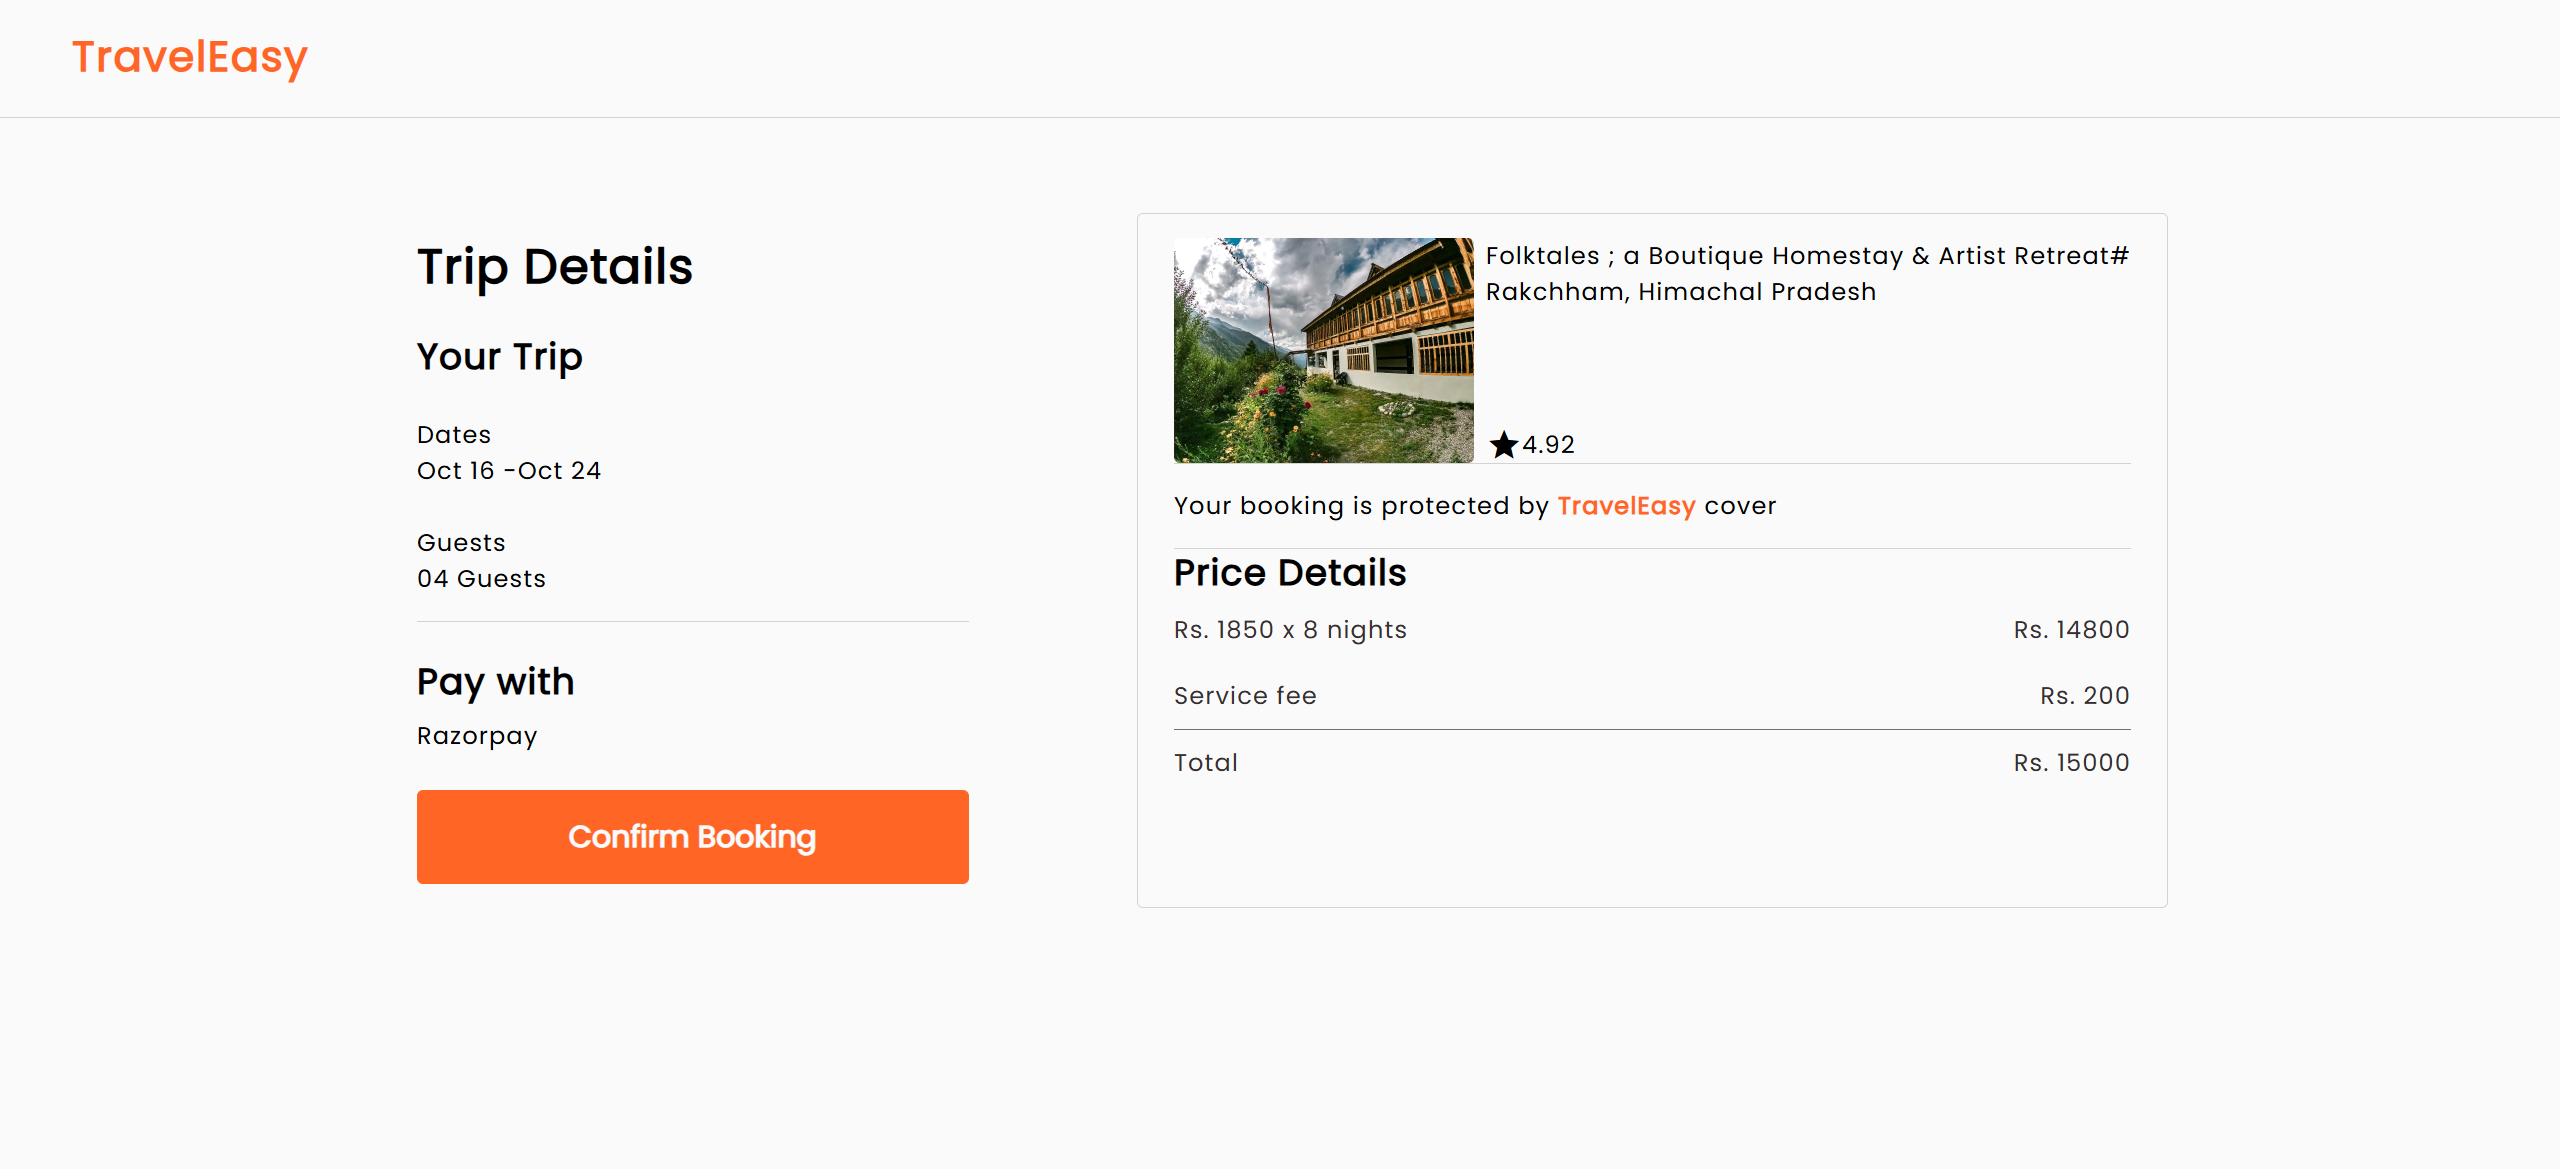 TravelEasy
Trip Details
Your Trip
Dates
Oct 16 -Oct 24
Guests
04 Guests
Pay with
Razorpay
Confirm Booking
Folktales ; a Boutique Homestay & Artist Retreat#
Rakchham, Himachal Pradesh
4.92
Your booking is protected by TravelEasy cover
Price Details
Rs. 1850 x 8 nights Rs. 14800
Service fee Rs. 200
Total Rs. 15000